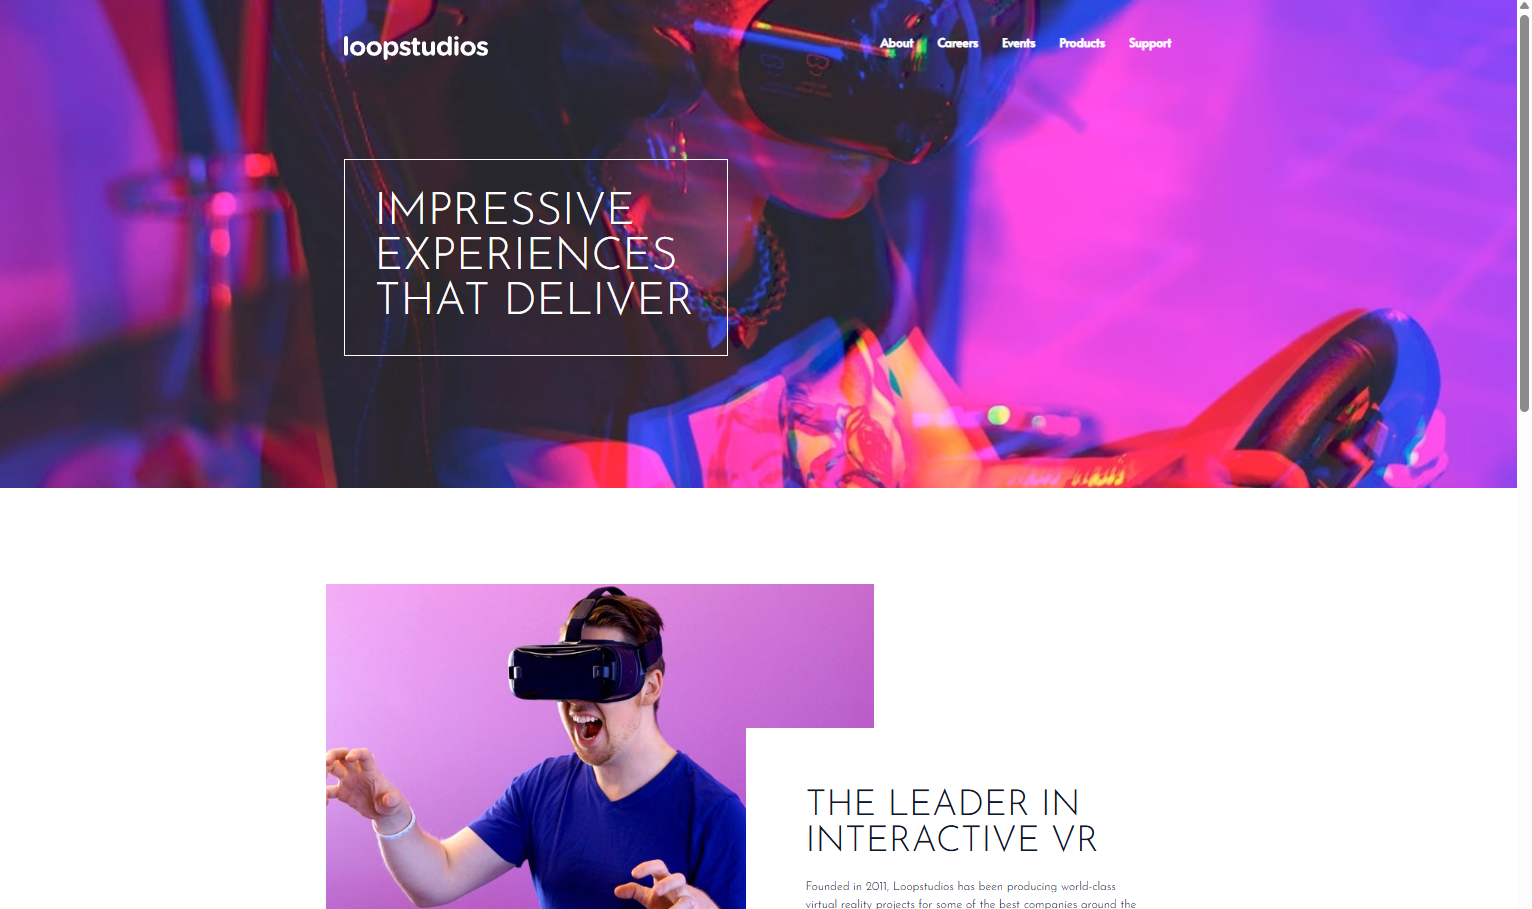 loopstudios
About Careers Events Products Support
IMPRESSIVE
EXPERIENCES
THAT DELIVER
THE LEADER IN
INTERACTIVE VR
Founded in 2011, Loopstudios has been producing world-class
virtual reality projects for some of the best companies around the